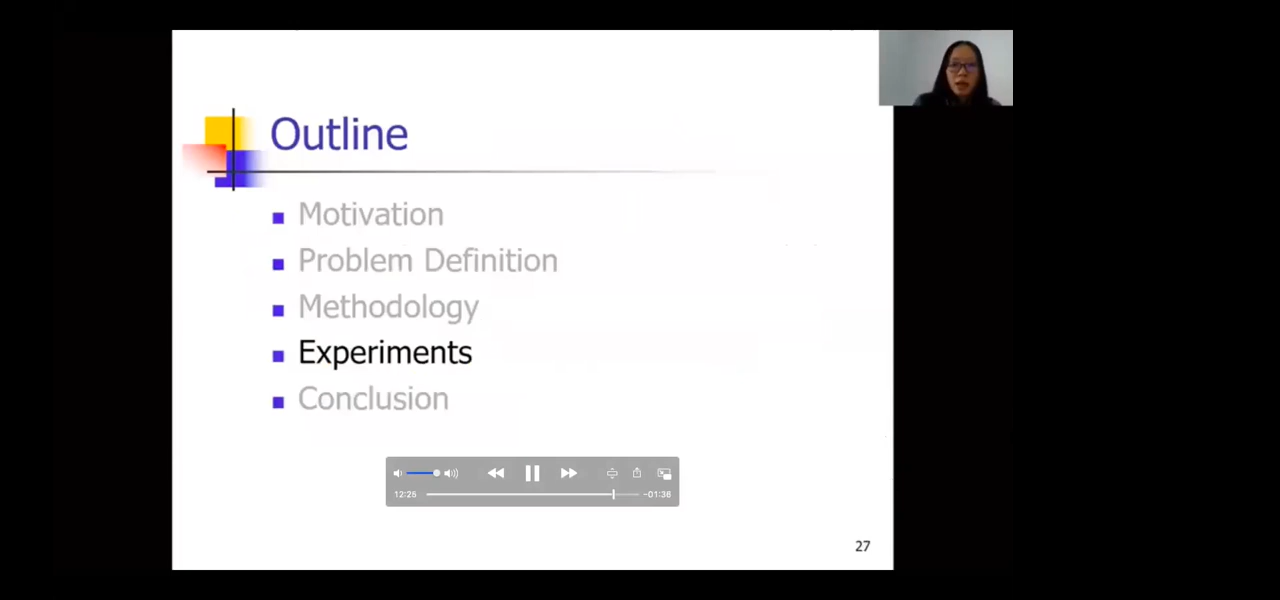 Outline
Motivation
Problem Definition
Methodology
Experiments
Conclusion
12:25
-01:38
27